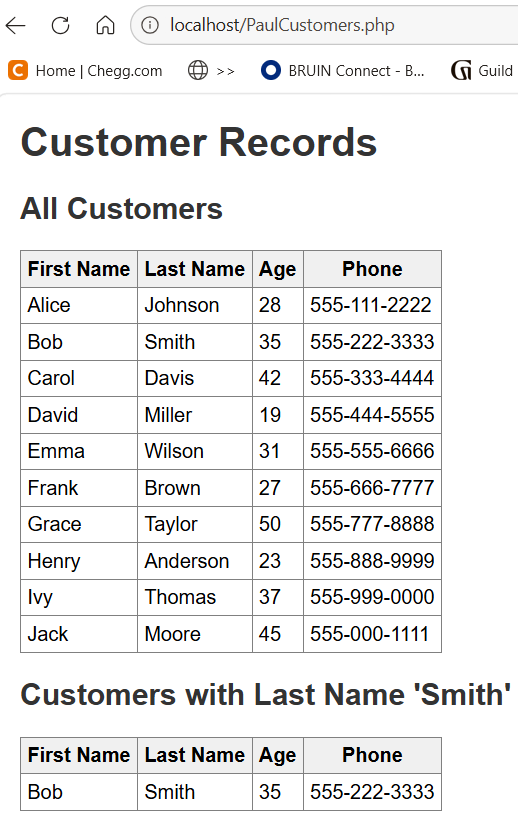 localhost/PaulCustomers.php
C Home | Chegg.com >> BRUIN Connect - B... G Guild
Customer Records
All Customers
First Name Last Name Age Phone
Alice Johnson 28 555-111-2222
Bob Smith 35 555-222-3333
Carol Davis 42 555-333-4444
David Miller 19 555-444-5555
Emma Wilson 31 555-555-6666
Frank Brown 27 555-666-7777
Grace Taylor 50 555-777-8888
Henry Anderson 23 555-888-9999
Ivy Thomas 37 555-999-0000
Jack Moore 45 555-000-1111
Customers with Last Name 'Smith'
First Name Last Name Age Phone
Bob Smith 35 555-222-3333